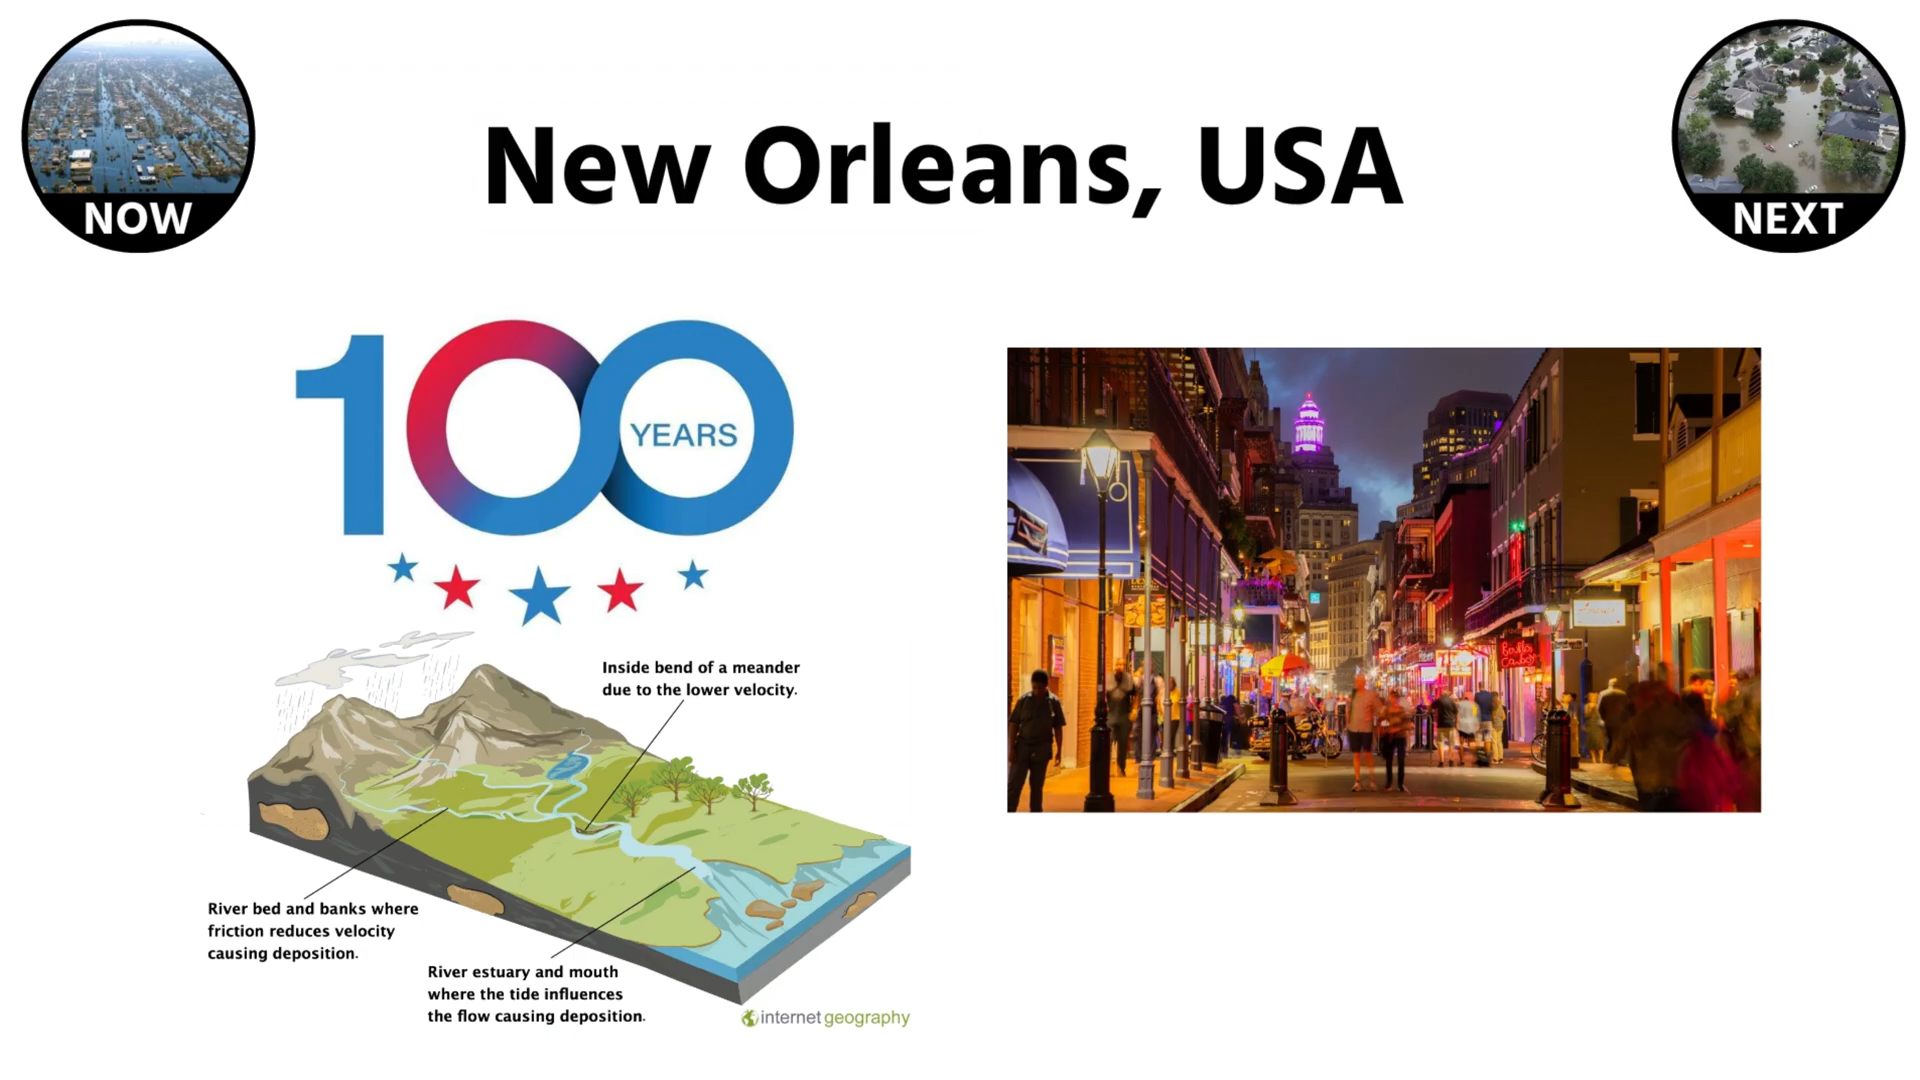 NOW
New Orleans, USA
NEXT
100
YEARS
Inside bend of a meander
due to the lower velocity.
River bed and banks where
friction reduces velocity
causing deposition.
River estuary and mouth
where the tide influences
the flow causing deposition.
internet geography